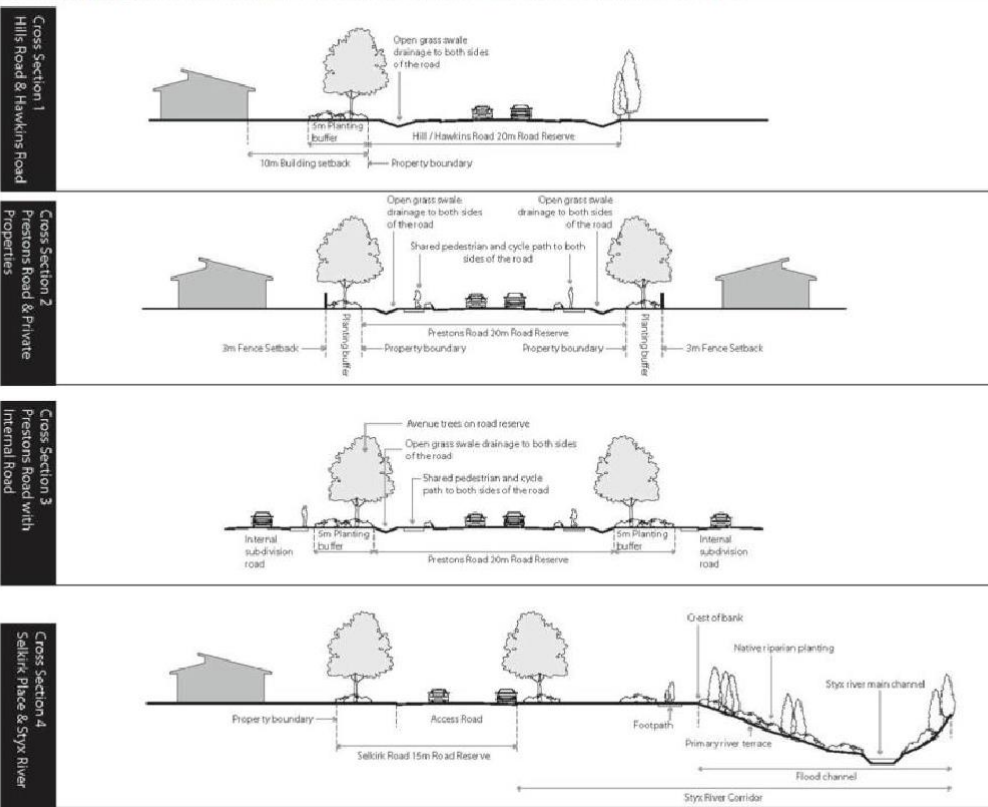 Cross Section 1
Hills Road & Hawkins Road
Open grass swale
drainage to both sides
of the road
5m Planting
buffer
Hill / Hawkins Road 20m Road Reserve
10m Building setback
Property boundary
Cross Section 2
Prestons Road & Private
Properties
Open grass swale
drainage to both sides
of the road
Open grass swale
drainage to both sides
of the road
Shared pedestrian and cycle path to both
sides of the road
Prestons Road 20m Road Reserve
Planting buffer
Planting buffer
3m Fence Setback
Property boundary
Property boundary
3m Fence Setback
Cross Section 3
Prestons Road with
Internal Road
Avenue trees on road reserve
Open grass swale drainage to both sides
of the road
Shared pedestrian and cycle
path to both sides of the road
Internal
subdivision
road
5m Planting
buffer
Prestons Road 20m Road Reserve
5m Planting
buffer
Internal
subdivision
road
Cross Section 4
Selkirk Place & Styx River
Crest of bank
Native riparian planting
Styx river main channel
Property boundary
Access Road
Footpath
Primary river terrace
Selkirk Road 15m Road Reserve
Flood channel
Styx River Corridor